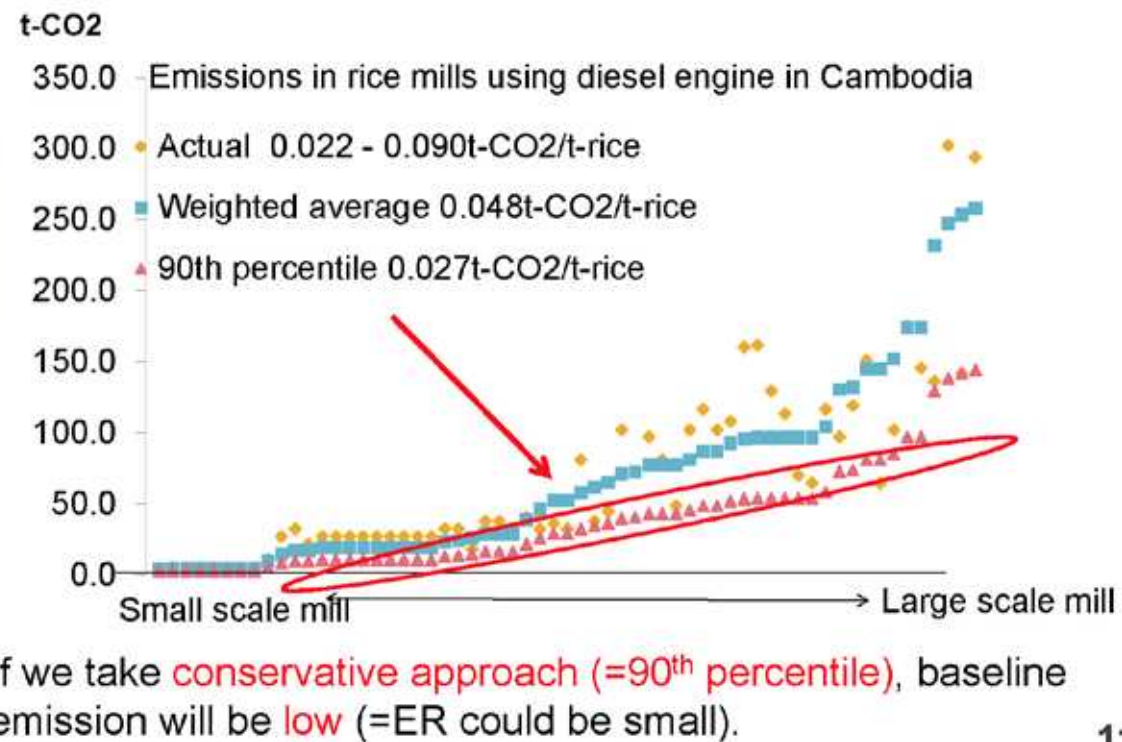 t-CO2
350.0
Emissions in rice mills using diesel engine in Cambodia
300.0
Actual 0.022 - 0.090t-CO2/t-rice
250.0
Weighted average 0.048t-CO2/t-rice
90th percentile 0.027t-CO2/t-rice
200.0
150.0
100.0
50.0
0.0
Small scale mill
Large scale mill
f we take conservative approach (=90th percentile), baseline
emission will be low (=ER could be small).